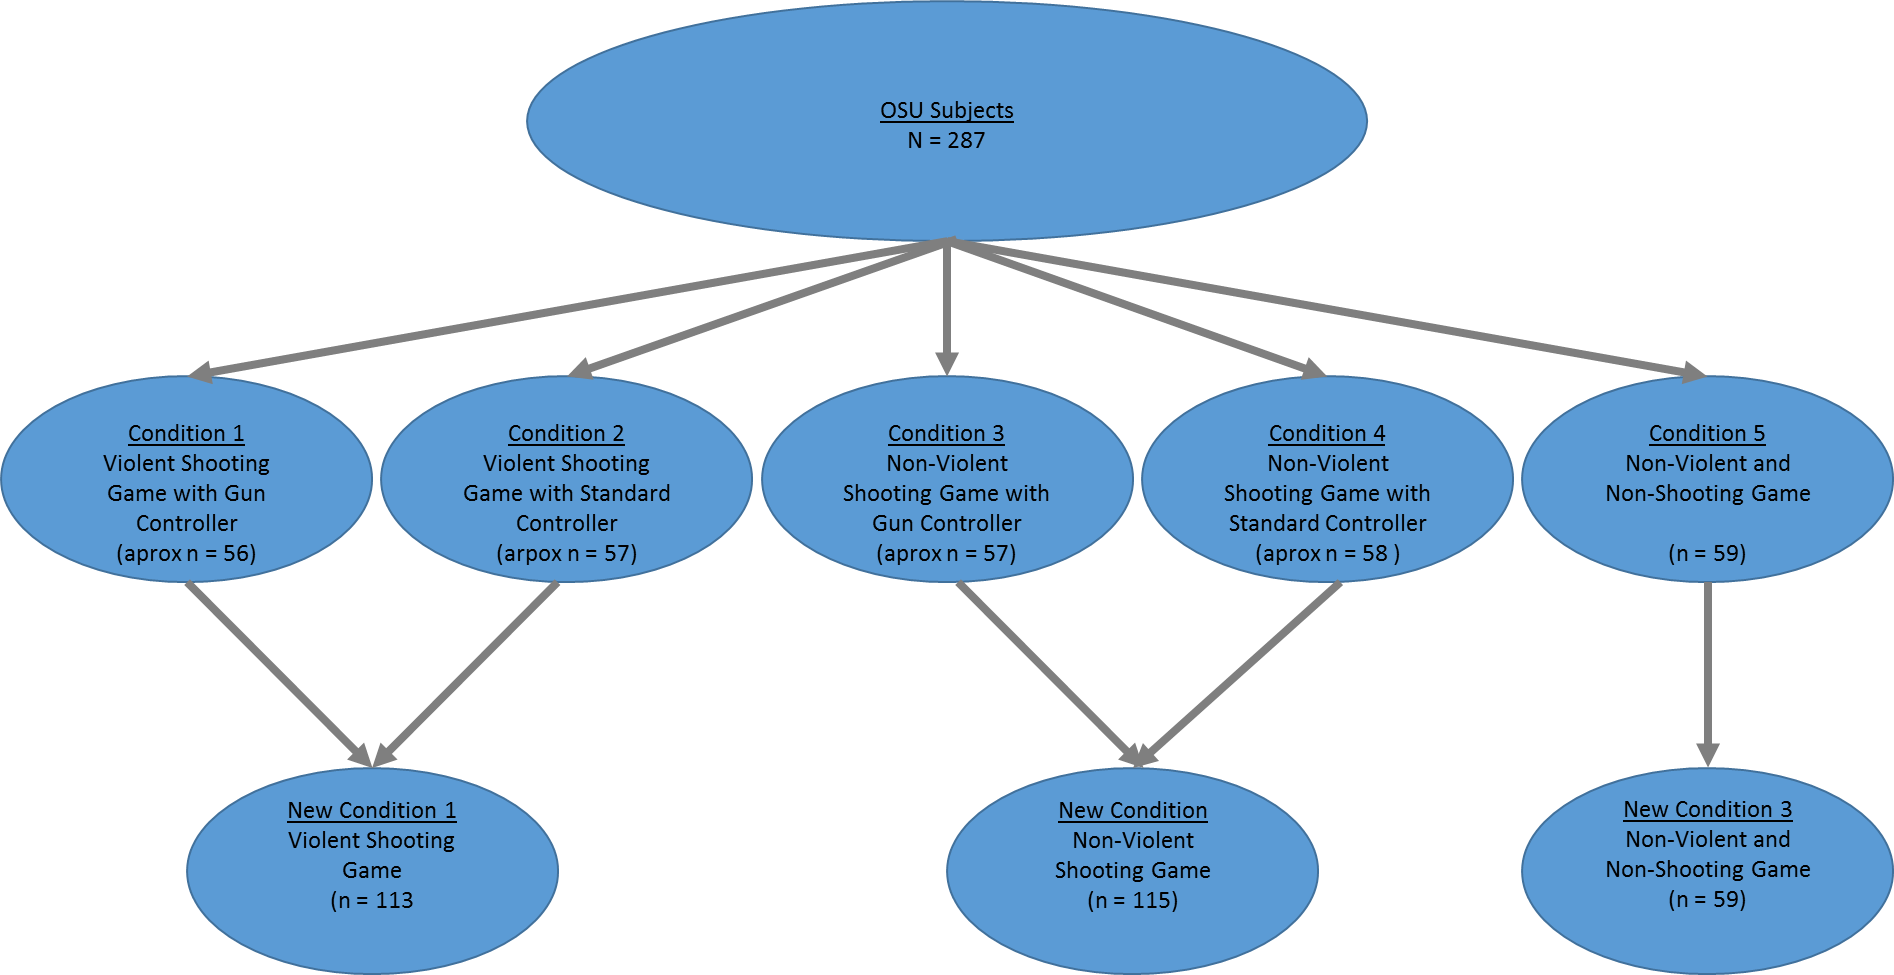 OSU Subjects
N = 287
Condition 1
Violent Shooting
Game with Gun
Controller
(aprox n = 56)
Condition 2
Violent Shooting
Game with Standard
Controller
(arpox n = 57)
Condition 3
Non-Violent
Shooting Game with
Gun Controller
(aprox n = 57)
Condition 4
Non-Violent
Shooting Game with
Standard Controller
(aprox n = 58 )
Condition 5
Non-Violent and
Non-Shooting Game
(n = 59)
New Condition 1
Violent Shooting
Game
(n = 113
New Condition
Non-Violent
Shooting Game
(n = 115)
New Condition 3
Non-Violent and
Non-Shooting Game
(n = 59)